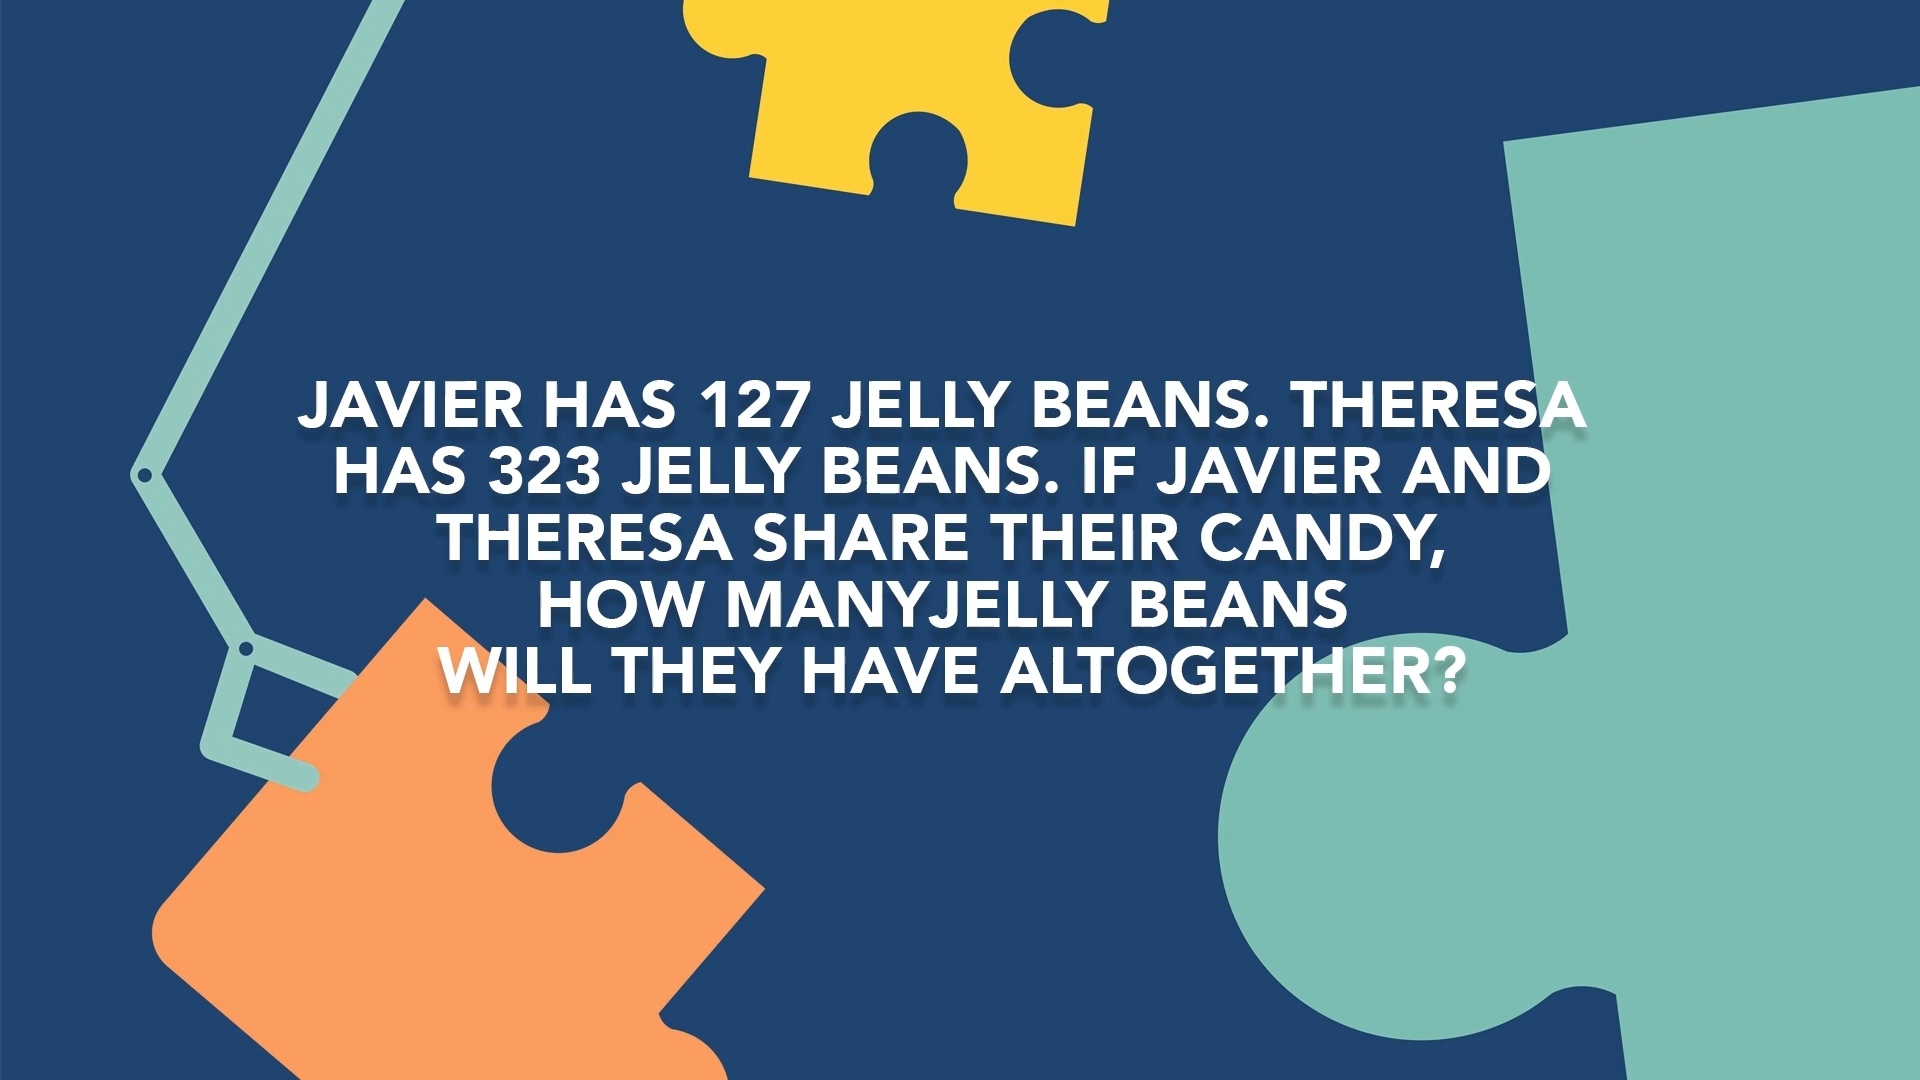 JAVIER HAS 127 JELLY BEANS. THERESA
HAS 323 JELLY BEANS. IF JAVIER AND
THERESA SHARE THEIR CANDY,
HOW MANYJELLY BEANS
WILL THEY HAVE ALTOGETHER?